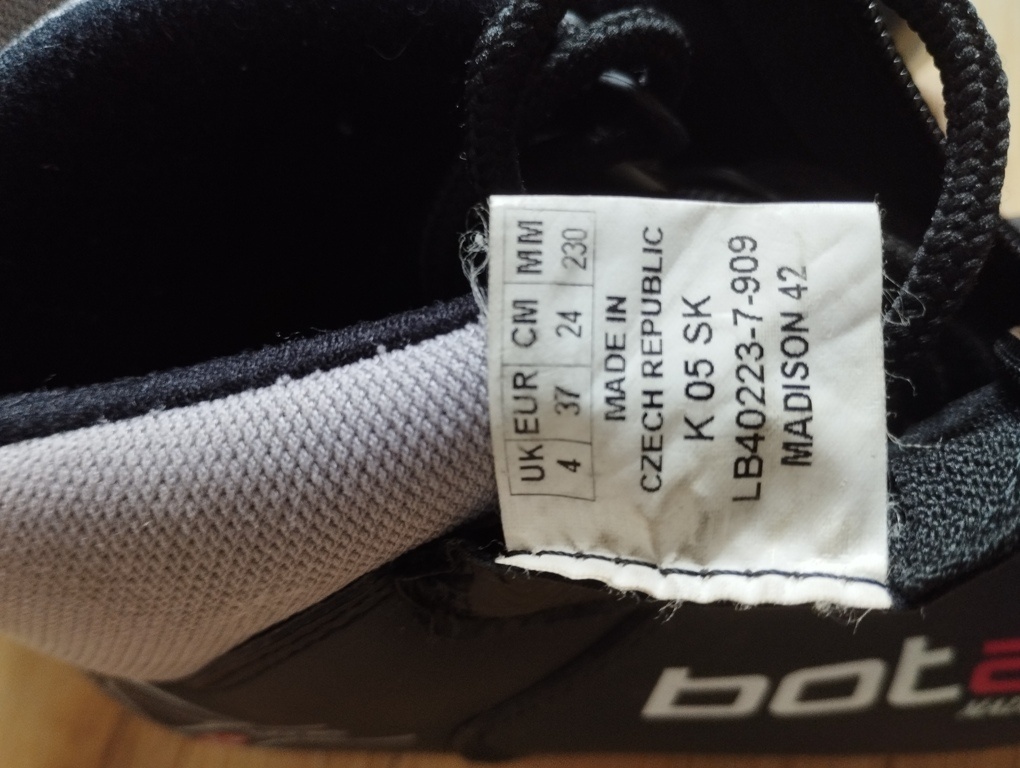 UK EUR CM MM
4 37 24 230
MADE IN
CZECH REPUBLIC
K 05 SK
LB40223-7-909
MADISON 42
botas